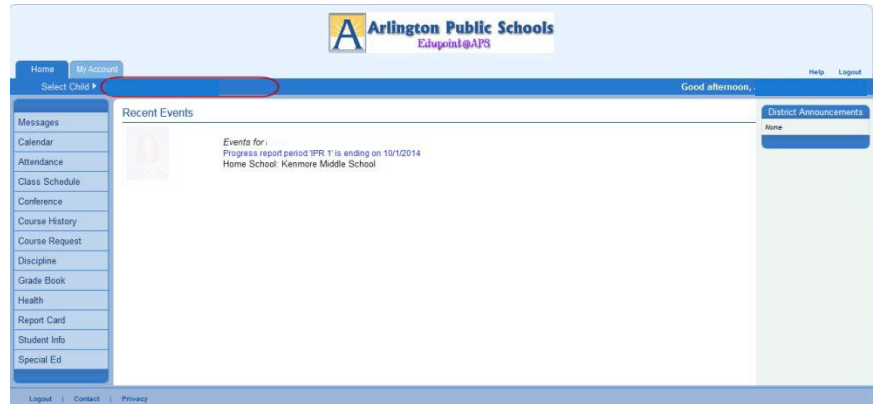 Arlington Public Schools
Edupoint@APS
Home
My Account
Help
Logout
Select Child
Good afternoon,
Messages
Calendar
Attendance
Class Schedule
Conference
Course History
Course Request
Discipline
Grade Book
Health
Report Card
Student Info
Special Ed
Recent Events
Events for
Progress report period 'IPR 1' is ending on 10/1/2014
Home School: Kenmore Middle School
District Announcements
None
Logout | Contact | Privacy